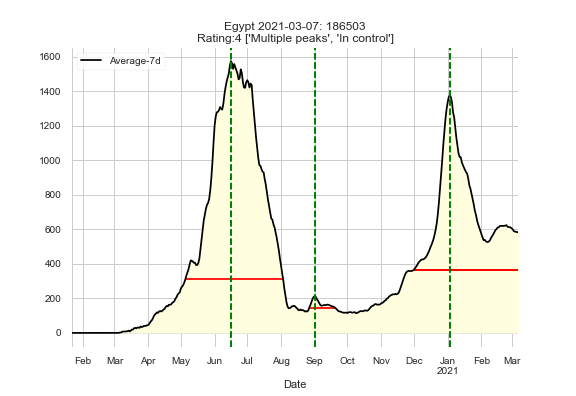 Egypt 2021-03-07: 186503
Rating:4 ['Multiple peaks', 'In control']
Average-7d
1600
1400
1200
1000
800
600
400
200
0
Feb Mar Apr May Jun Jul Aug Sep Oct Nov Dec Jan Feb Mar
2021
Date